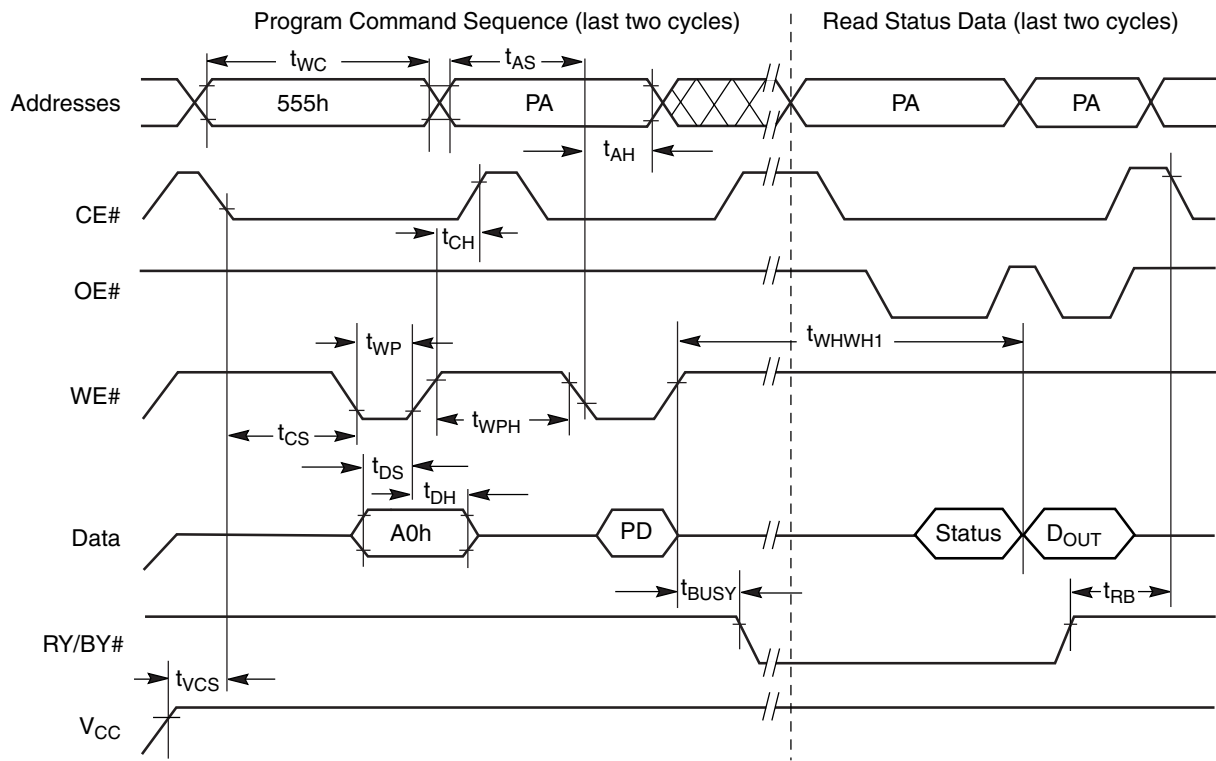 Program Command Sequence (last two cycles)
Read Status Data (last two cycles)
tWC
tAS
Addresses
555h
PA
PA
PA
tAH
CE#
tCH
OE#
tWP
tWHWH1
WE#
tWPH
tCS
tDS
tDH
Data
A0h
PD
Status
DOUT
tBUSY
tRB
RY/BY#
tVCS
VCC